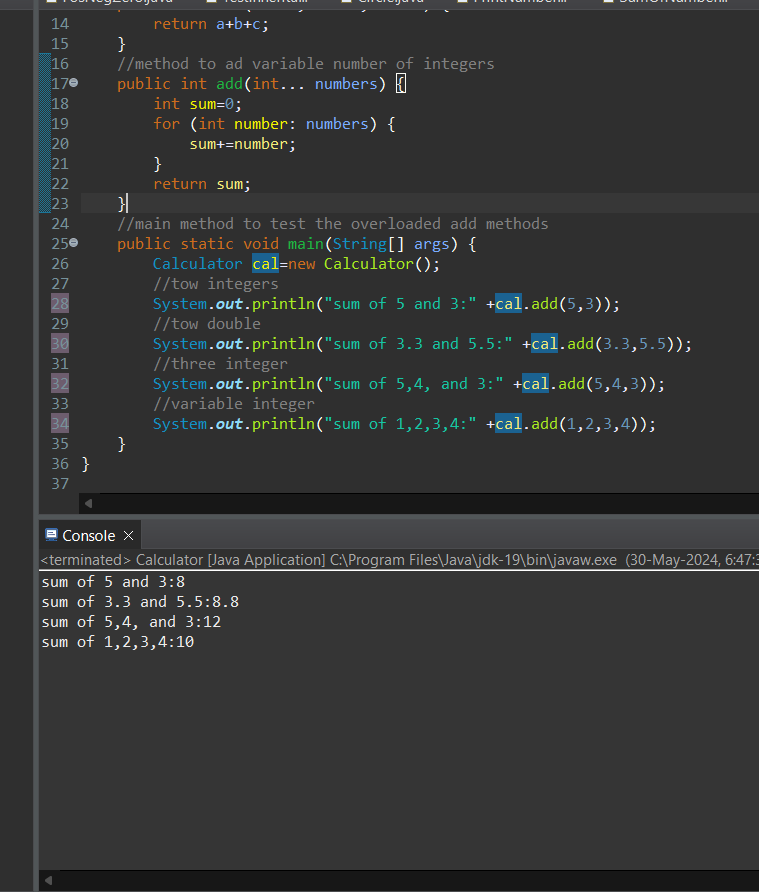 14 return a+b+c;
15 }
16 //method to ad variable number of integers
17 public int add(int... numbers) {
18 int sum=0;
19 for (int number: numbers) {
20 sum+=number;
21 }
22 return sum;
23 }
24 //main method to test the overloaded add methods
25 public static void main(String[] args) {
26 Calculator cal=new Calculator();
27 //tow integers
28 System.out.println("sum of 5 and 3:" +cal.add(5,3));
29 //tow double
30 System.out.println("sum of 3.3 and 5.5:" +cal.add(3.3,5.5));
31 //three integer
32 System.out.println("sum of 5,4, and 3:" +cal.add(5,4,3));
33 //variable integer
34 System.out.println("sum of 1,2,3,4:" +cal.add(1,2,3,4));
35 }
36 }
37
Console
<terminated> Calculator [Java Application] C:\Program Files\Java\jdk-19\bin\javaw.exe (30-May-2024, 6:47:3
sum of 5 and 3:8
sum of 3.3 and 5.5:8.8
sum of 5,4, and 3:12
sum of 1,2,3,4:10